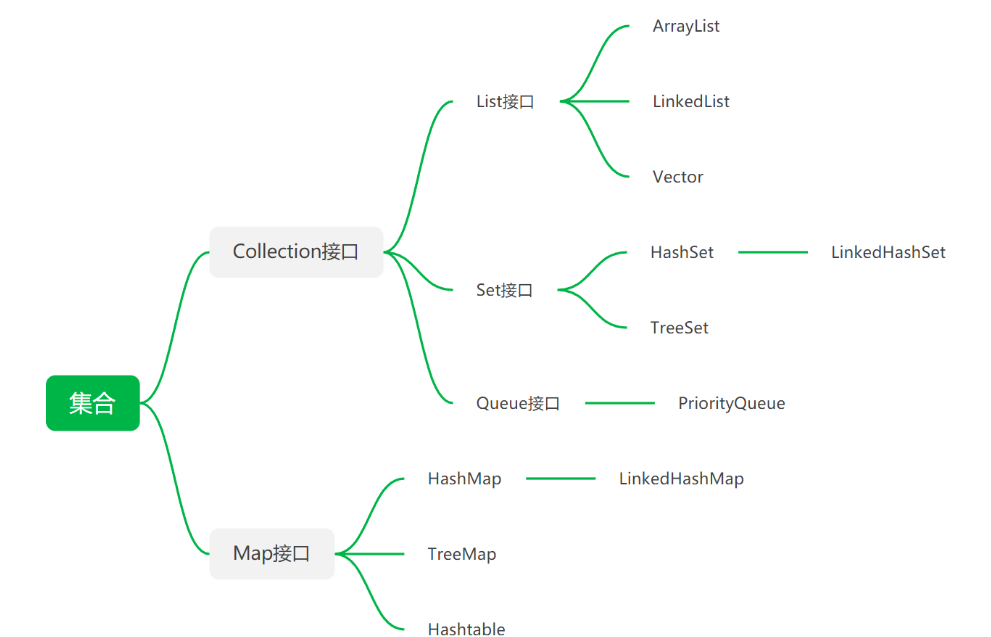 集合
Collection接口
List接口
ArrayList
LinkedList
Vector
Set接口
HashSet
LinkedHashSet
TreeSet
Queue接口
PriorityQueue
Map接口
HashMap
LinkedHashMap
TreeMap
Hashtable